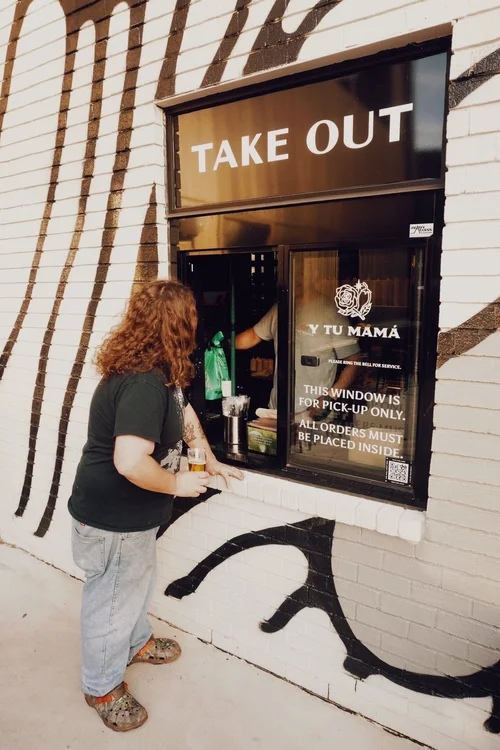 TAKE OUT
Y TU MAMÁ
PLEASE RING THE BELL FOR SERVICE.
THIS WINDOW IS
FOR PICK-UP ONLY.
ALL ORDERS MUST
BE PLACED INSIDE.